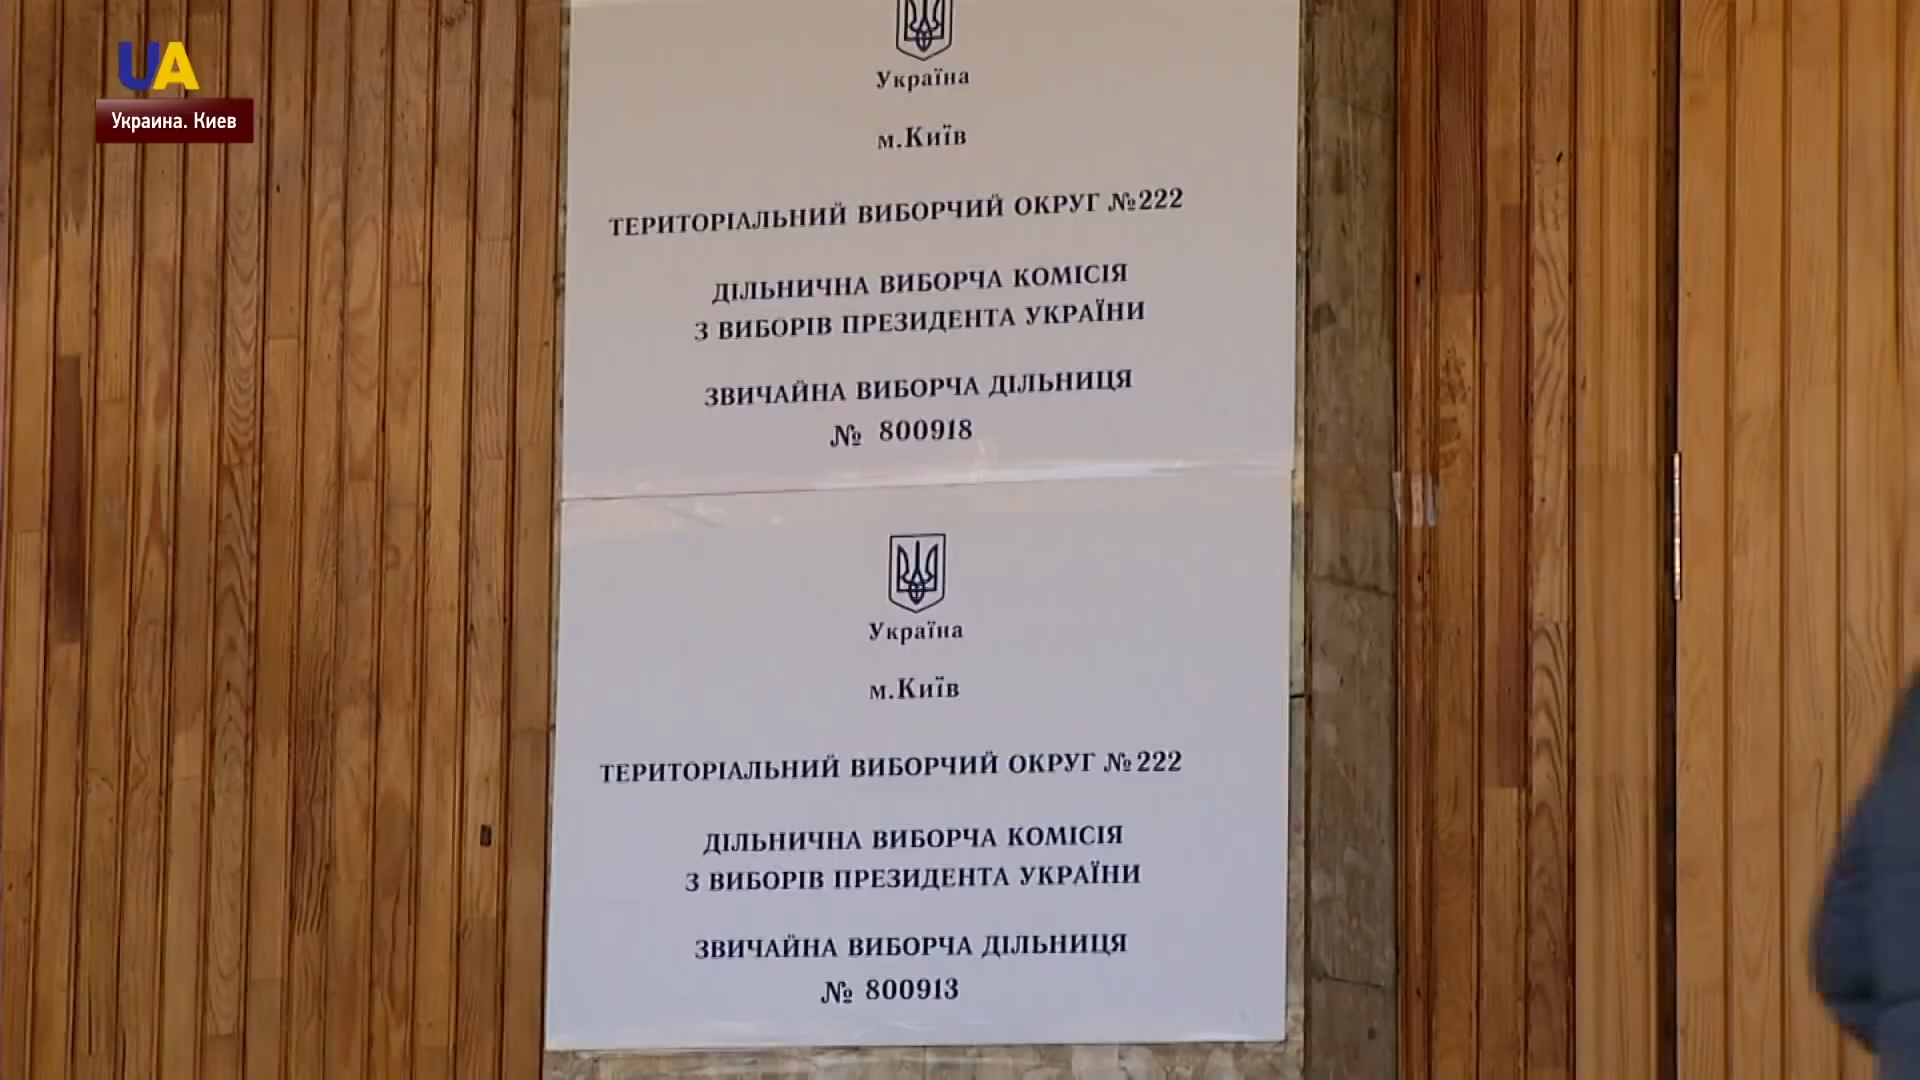 UA
Украина. Киев
Україна
м.Київ
ТЕРИТОРІАЛЬНИЙ ВИБОРЧИЙ ОКРУГ №222
ДІЛЬНИЧНА ВИБОРЧА КОМІСІЯ
З ВИБОРІВ ПРЕЗИДЕНТА УКРАЇНИ
ЗВИЧАЙНА ВИБОРЧА ДІЛЬНИЦЯ
№ 800918
Україна
м.Київ
ТЕРИТОРІАЛЬНИЙ ВИБОРЧИЙ ОКРУГ №222
ДІЛЬНИЧНА ВИБОРЧА КОМІСІЯ
З ВИБОРІВ ПРЕЗИДЕНТА УКРАЇНИ
ЗВИЧАЙНА ВИБОРЧА ДІЛЬНИЦЯ
№ 800913